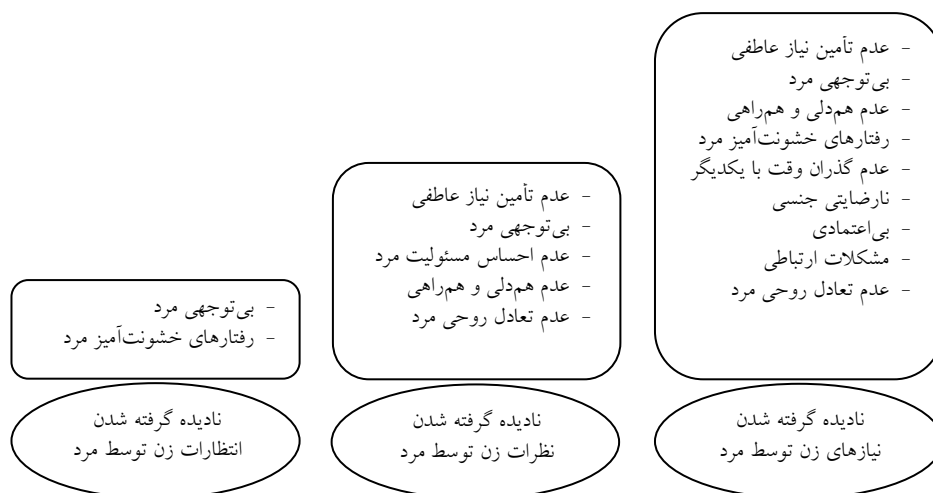 - عدم تأمین نیاز عاطفی
- بی‌توجهی مرد
- عدم هم‌دلی و هم‌راهی
- رفتارهای خشونت‌آمیز مرد
- عدم گذران وقت با یکدیگر
- نارضایتی جنسی
- بی‌اعتمادی
- مشکلات ارتباطی
- عدم تعادل روحی مرد
نادیده گرفته شدن
نیازهای زن توسط مرد
- عدم تأمین نیاز عاطفی
- بی‌توجهی مرد
- عدم احساس مسئولیت مرد
- عدم هم‌دلی و هم‌راهی
- عدم تعادل روحی مرد
نادیده گرفته شدن
نظرات زن توسط مرد
- بی‌توجهی مرد
- رفتارهای خشونت‌آمیز مرد
نادیده گرفته شدن
انتظارات زن توسط مرد